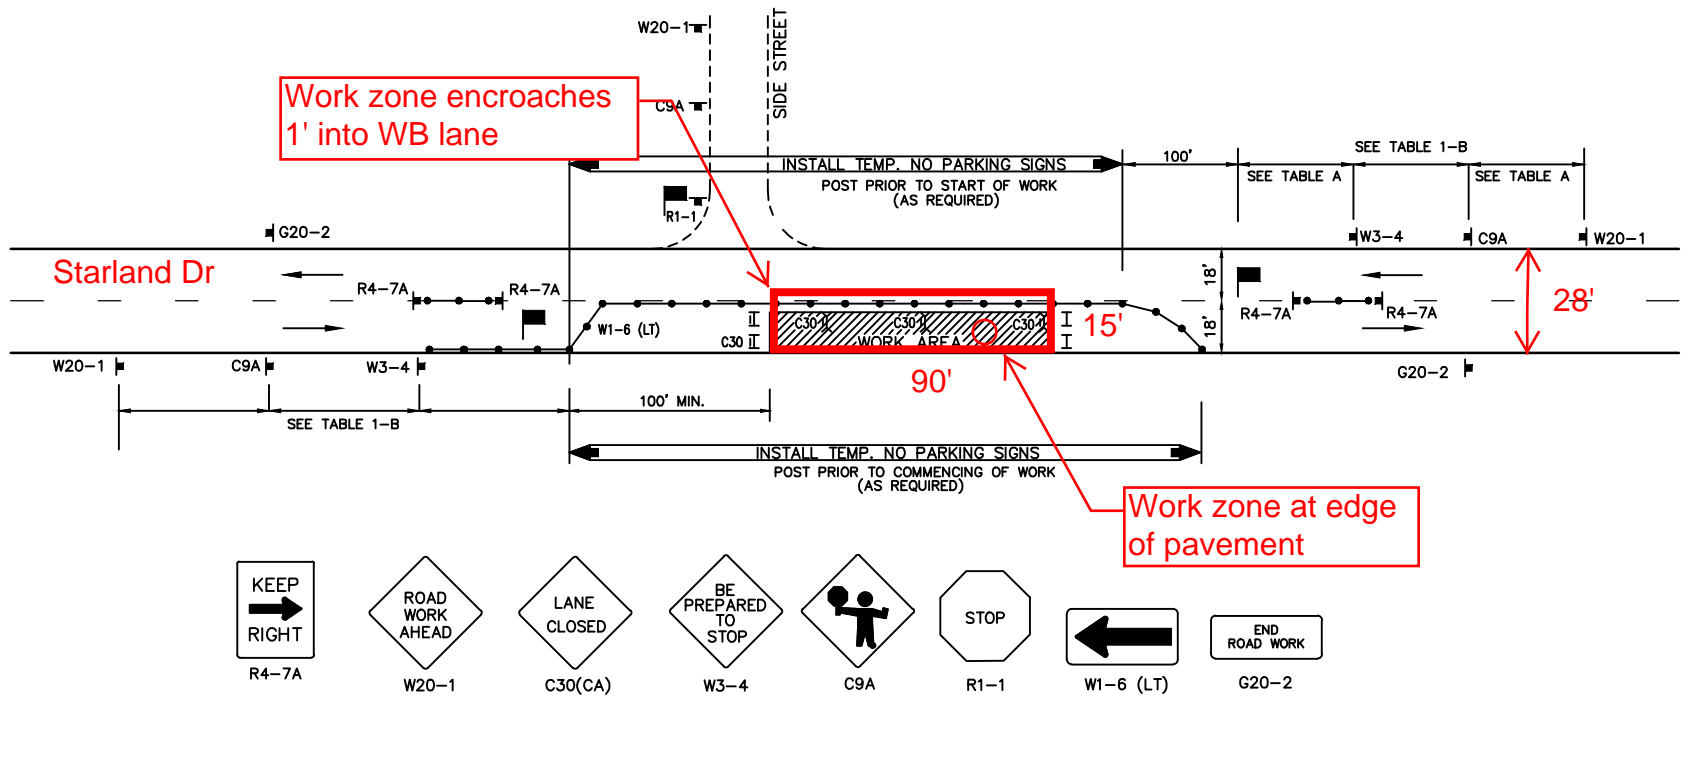 W20-1
SIDE STREET
Work zone encroaches
1' into WB lane
C9A
INSTALL TEMP. NO PARKING SIGNS
POST PRIOR TO START OF WORK
(AS REQUIRED)
100'
SEE TABLE 1-B
SEE TABLE A
SEE TABLE A
R1-1
G20-2
W3-4
C9A
W20-1
Starland Dr
R4-7A
R4-7A
18'
18'
R4-7A
R4-7A
28'
W1-6 (LT)
C30
C30
C30
C30
WORK AREA
15'
90'
W20-1
C9A
W3-4
G20-2
100' MIN.
SEE TABLE 1-B
INSTALL TEMP. NO PARKING SIGNS
POST PRIOR TO COMMENCING OF WORK
(AS REQUIRED)
Work zone at edge
of pavement
KEEP
RIGHT
R4-7A
ROAD
WORK
AHEAD
W20-1
LANE
CLOSED
C30(CA)
BE
PREPARED
TO
STOP
W3-4
C9A
STOP
R1-1
W1-6 (LT)
END
ROAD WORK
G20-2